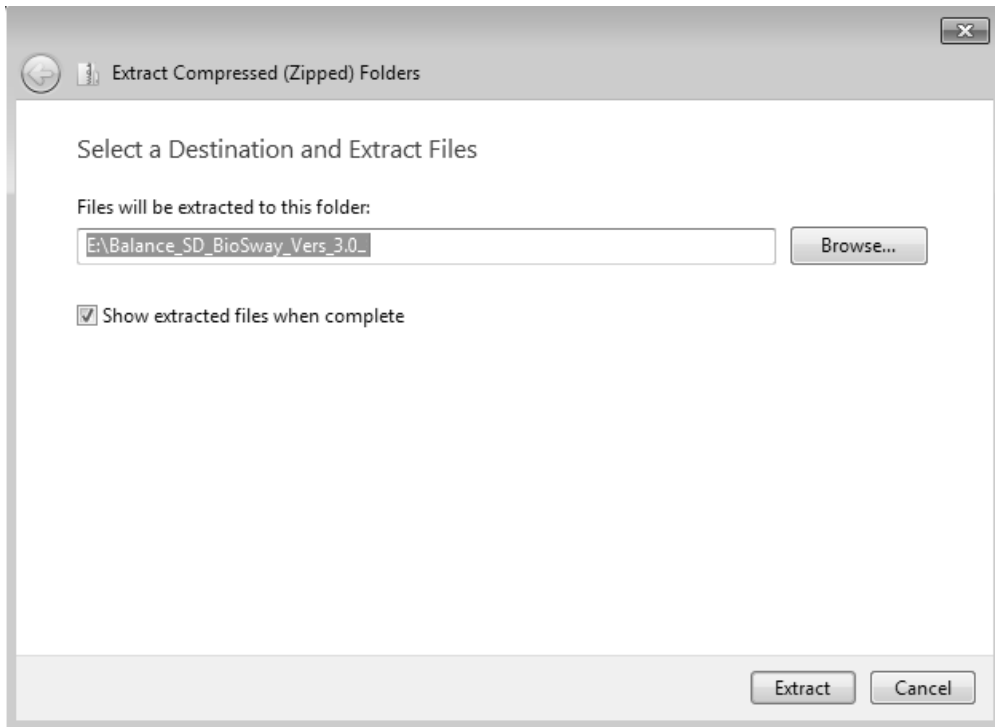 Extract Compressed (Zipped) Folders
Select a Destination and Extract Files
Files will be extracted to this folder:
E:\Balance_SD_BioSway_Vers_3.0_
Browse...
Show extracted files when complete
Extract
Cancel